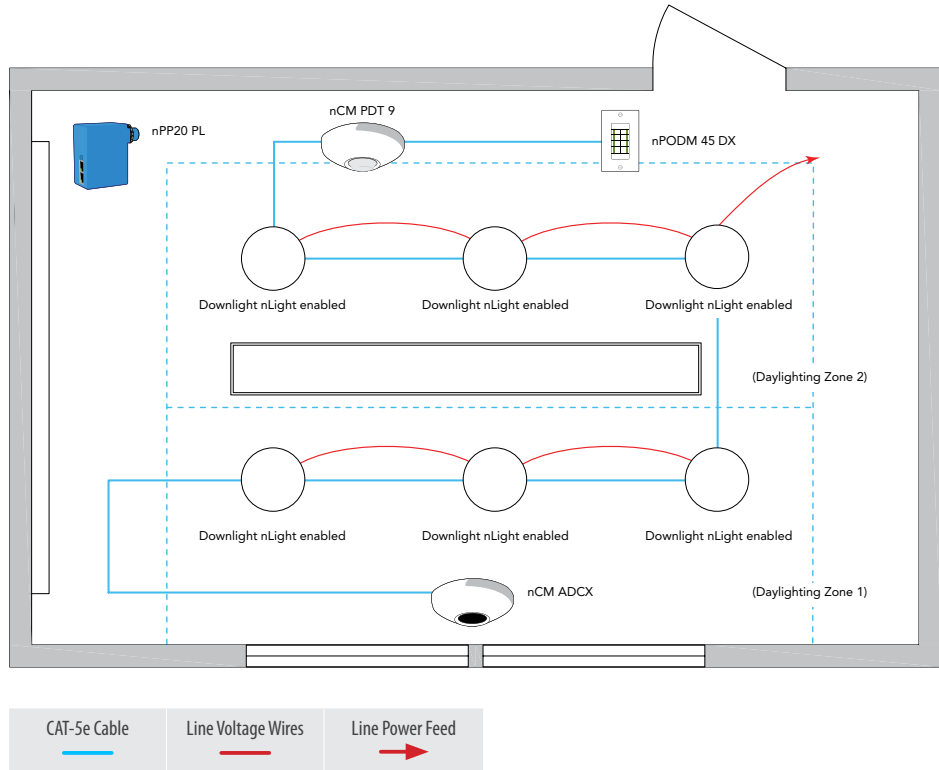 nCM PDT 9
nPP20 PL
nPODM 45 DX
Downlight nLight enabled
Downlight nLight enabled
Downlight nLight enabled
(Daylighting Zone 2)
Downlight nLight enabled
Downlight nLight enabled
Downlight nLight enabled
nCM ADCX
(Daylighting Zone 1)
CAT-5e Cable
Line Voltage Wires
Line Power Feed